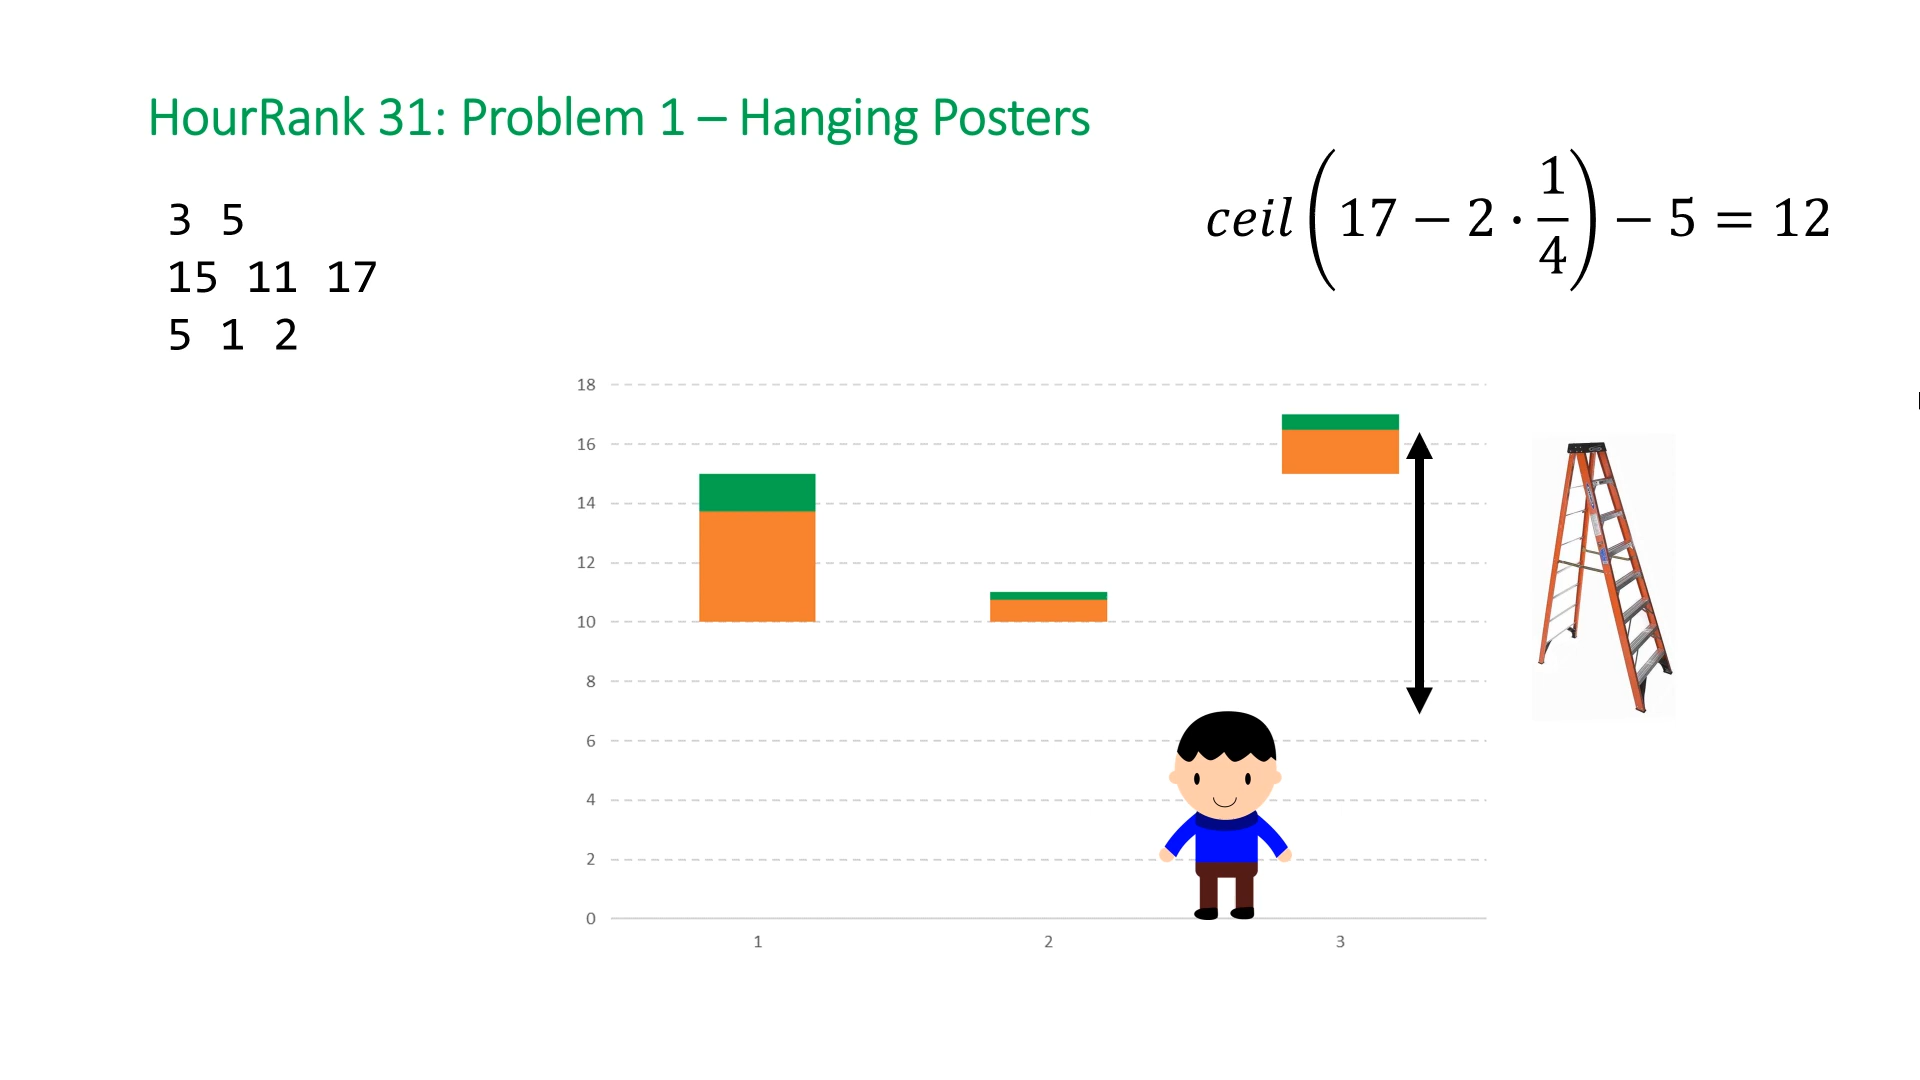 HourRank 31: Problem 1 – Hanging Posters
3 5
15 11 17
5 1 2
ceil(17 − 2 · 1/4) − 5 = 12
18
16
14
12
10
8
6
4
2
0
1 2 3